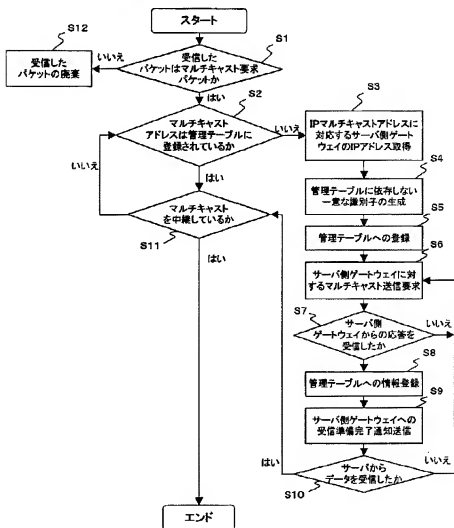 スタート
S12
受信した
パケットの廃棄
いいえ
S1
受信した
パケットはマルチキャスト要求
パケットか
はい
S2
マルチキャスト
アドレスは管理テーブルに
登録されているか
いいえ
S3
IPマルチキャストアドレスに
対応するサーバ側ゲート
ウェイのIPアドレス取得
いいえ
はい
S4
管理テーブルに依存しない
一意な識別子の生成
マルチキャスト
を中継しているか
S11
はい
S5
管理テーブルへの登録
S6
サーバ側ゲートウェイに対
するマルチキャスト送信要求
S7
サーバ側
ゲートウェイからの応答を
受信したか
いいえ
はい
S8
管理テーブルへの情報登録
S9
サーバ側ゲートウェイへの
受信準備完了通知送信
はい
サーバから
データを受信したか
いいえ
S10
エンド